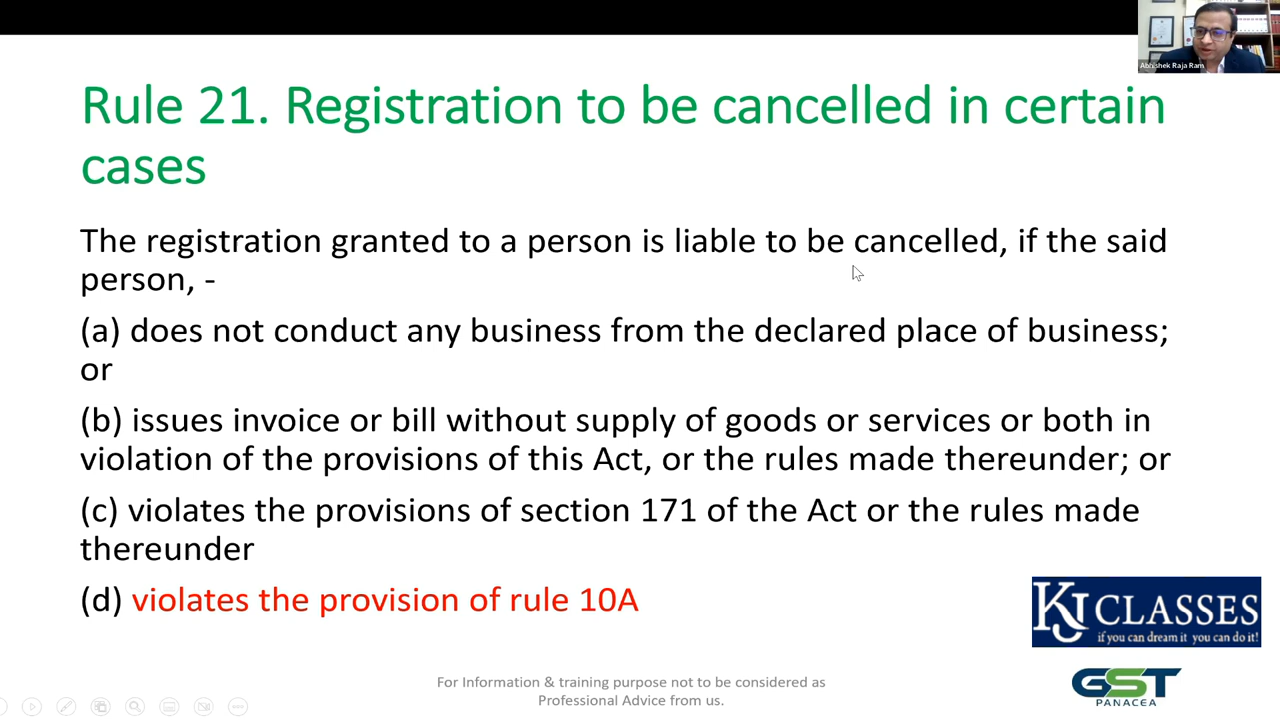 Abhishek Raja Ram
Rule 21. Registration to be cancelled in certain
cases
The registration granted to a person is liable to be cancelled, if the said
person, -
(a) does not conduct any business from the declared place of business;
or
(b) issues invoice or bill without supply of goods or services or both in
violation of the provisions of this Act, or the rules made thereunder; or
(c) violates the provisions of section 171 of the Act or the rules made
thereunder
(d) violates the provision of rule 10A
KJ CLASSES
if you can dream it you can do it!
For Information & training purpose not to be considered as
Professional Advice from us.
GST
PANACEA